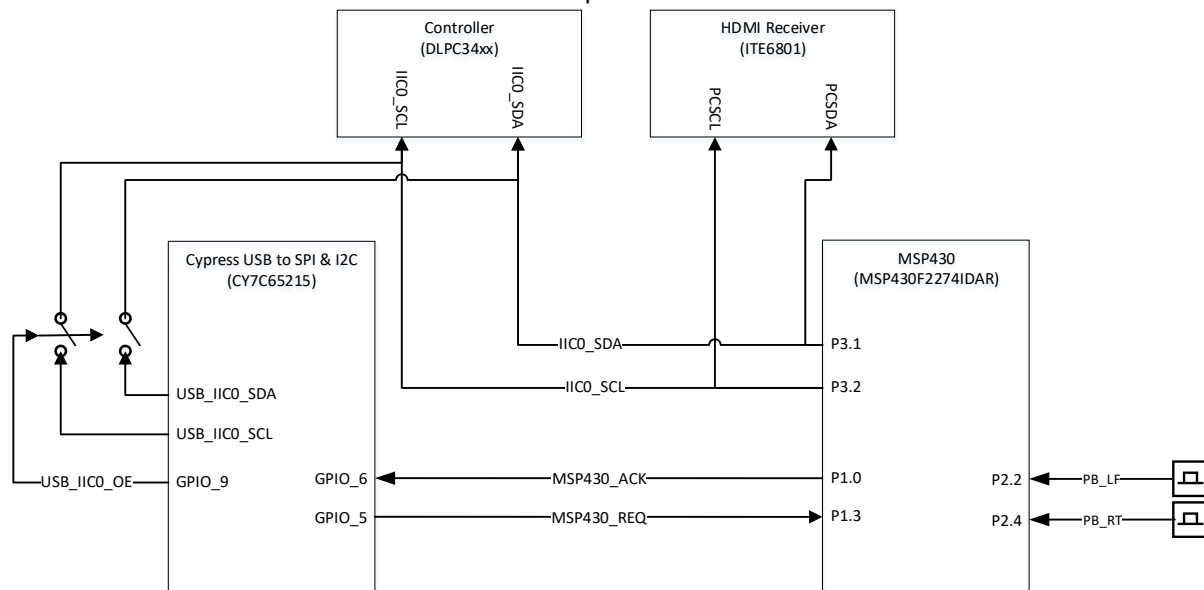 Controller
(DLPC34xx)
IIC0_SCL
IIC0_SDA
HDMI Receiver
(ITE6801)
PCSCL
PCSDA
Cypress USB to SPI & I2C
(CY7C65215)
USB_IIC0_SDA
USB_IIC0_SCL
USB_IIC0_OE
GPIO_9
GPIO_6
GPIO_5
IIC0_SDA
IIC0_SCL
MSP430_ACK
MSP430_REQ
MSP430
(MSP430F2274IDAR)
P3.1
P3.2
P1.0
P1.3
P2.2
P2.4
PB_LF
PB_RT